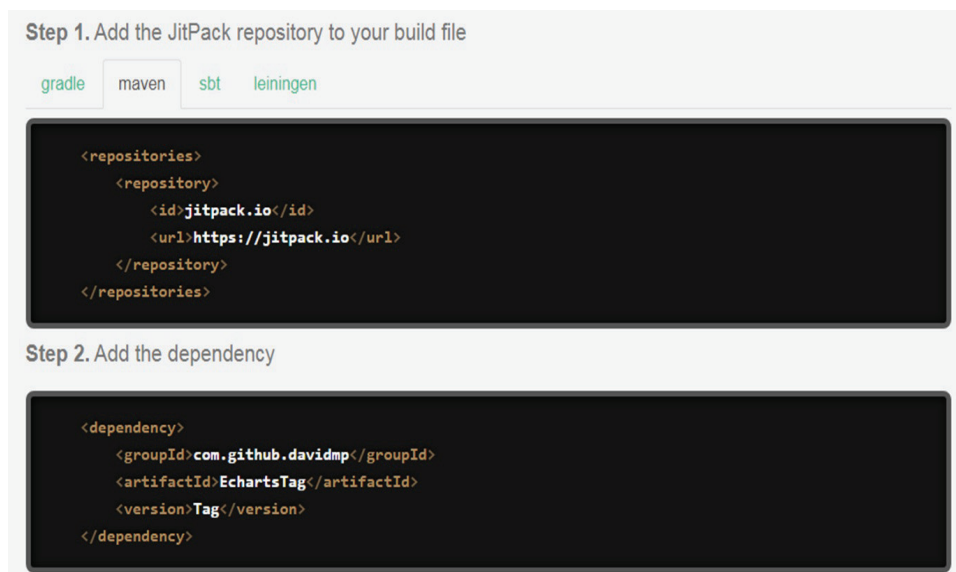 Step 1. Add the JitPack repository to your build file
gradle maven sbt leiningen
<repositories>
<repository>
<id>jitpack.io</id>
<url>https://jitpack.io</url>
</repository>
</repositories>
Step 2. Add the dependency
<dependency>
<groupId>com.github.davidmp</groupId>
<artifactId>EchartsTag</artifactId>
<version>Tag</version>
</dependency>